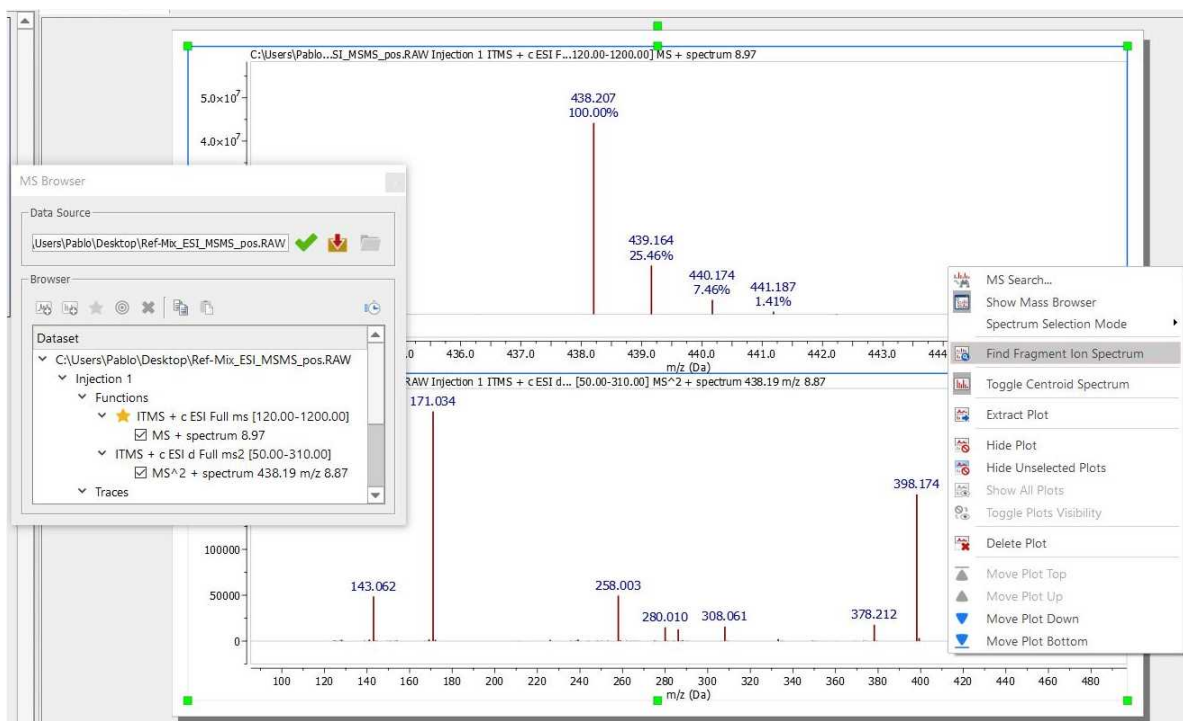 C:\Users\Pablo...SI_MSMS_pos.RAW Injection 1 ITMS + c ESI F...120.00-1200.00] MS + spectrum 8.97
5.0×10⁷
4.0×10⁷
438.207
100.00%
439.164
25.46%
440.174
7.46%
441.187
1.41%
.0 436.0 437.0 438.0 439.0 440.0 441.0 442.0 443.0 444
m/z (Da)
MS Browser
Data Source
,Users\Pablo\Desktop\Ref-Mix_ESI_MSMS_pos.RAW
Browser
Dataset
C:\Users\Pablo\Desktop\Ref-Mix_ESI_MSMS_pos.RAW
Injection 1
Functions
ITMS + c ESI Full ms [120.00-1200.00]
MS + spectrum 8.97
ITMS + c ESI d Full ms2 [50.00-310.00]
MS^2 + spectrum 438.19 m/z 8.87
Traces
RAW Injection 1 ITMS + c ESI d... [50.00-310.00] MS^2 + spectrum 438.19 m/z 8.87
171.034
398.174
100000
50000
0
143.062
258.003
280.010
308.061
378.212
100 120 140 160 180 200 220 240 260 280 300 320 340 360 380 400 420 440 460 480
m/z (Da)
MS Search...
Show Mass Browser
Spectrum Selection Mode
Find Fragment Ion Spectrum
Toggle Centroid Spectrum
Extract Plot
Hide Plot
Hide Unselected Plots
Show All Plots
Toggle Plots Visibility
Delete Plot
Move Plot Top
Move Plot Up
Move Plot Down
Move Plot Bottom